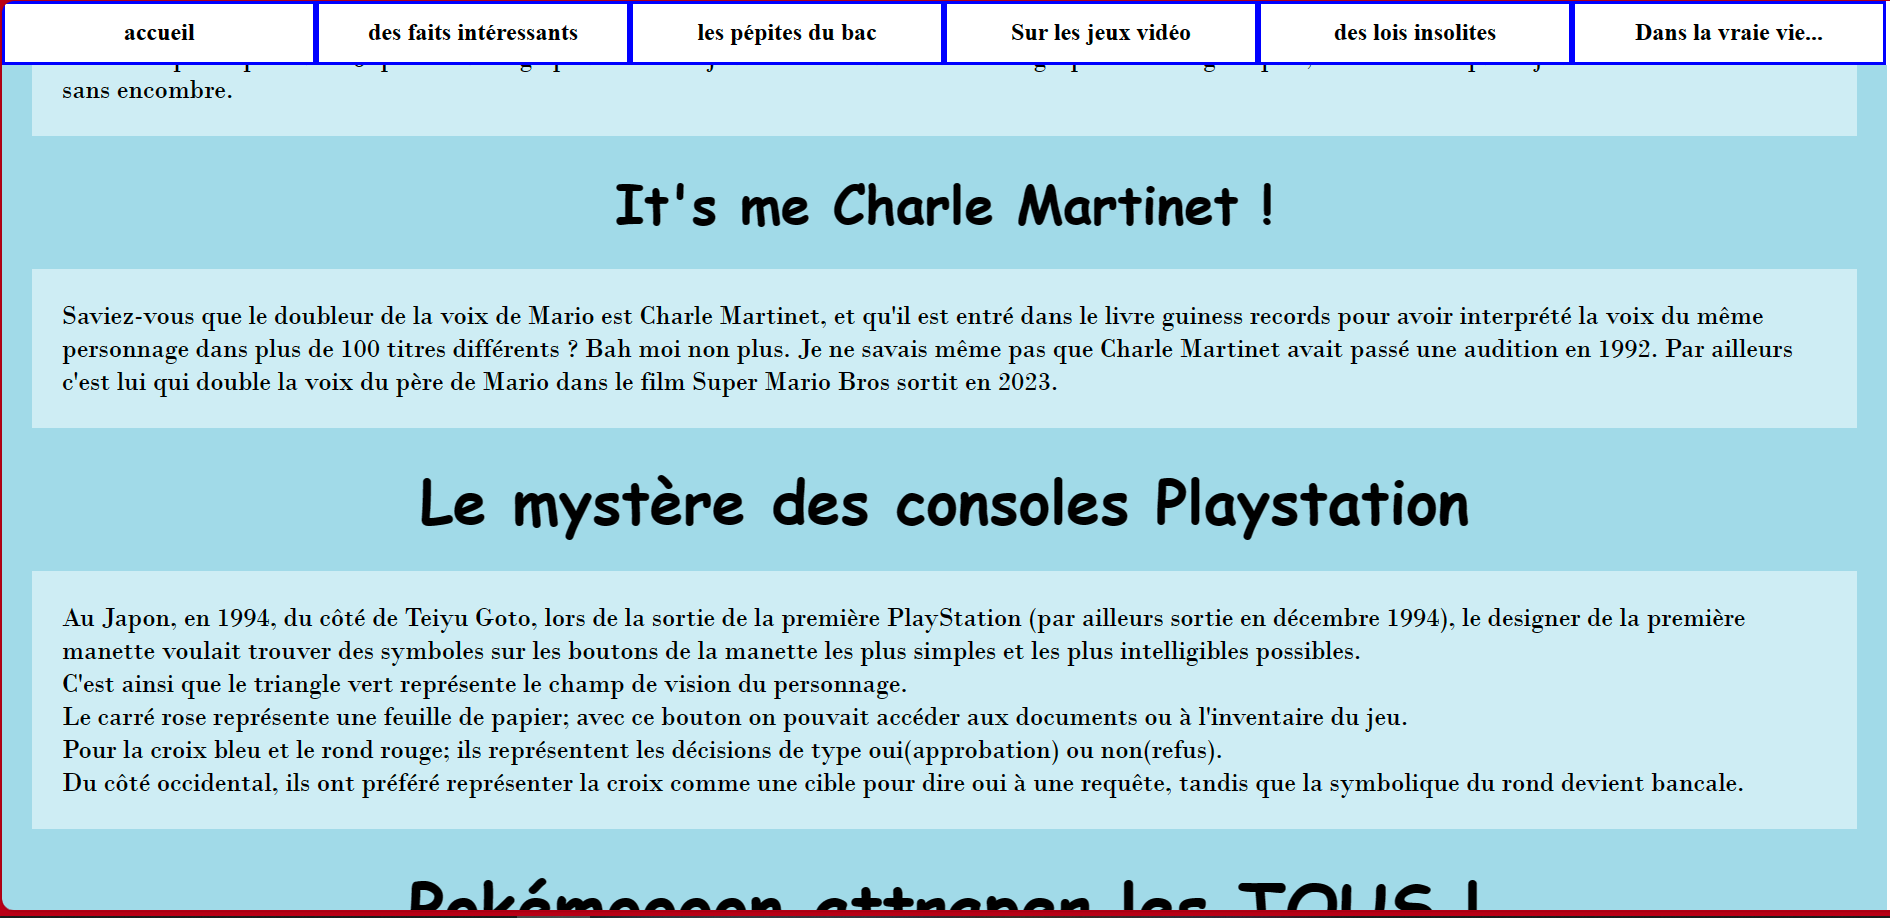 accueil
des faits intéressants
les pépites du bac
Sur les jeux vidéo
des lois insolites
Dans la vraie vie...
sans encombre.
It's me Charle Martinet !
Saviez-vous que le doubleur de la voix de Mario est Charle Martinet, et qu'il est entré dans le livre guiness records pour avoir interprété la voix du même
personnage dans plus de 100 titres différents ? Bah moi non plus. Je ne savais même pas que Charle Martinet avait passé une audition en 1992. Par ailleurs
c'est lui qui double la voix du père de Mario dans le film Super Mario Bros sortit en 2023.
Le mystère des consoles Playstation
Au Japon, en 1994, du côté de Teiyu Goto, lors de la sortie de la première PlayStation (par ailleurs sortie en décembre 1994), le designer de la première
manette voulait trouver des symboles sur les boutons de la manette les plus simples et les plus intelligibles possibles.
C'est ainsi que le triangle vert représente le champ de vision du personnage.
Le carré rose représente une feuille de papier; avec ce bouton on pouvait accéder aux documents ou à l'inventaire du jeu.
Pour la croix bleu et le rond rouge; ils représentent les décisions de type oui(approbation) ou non(refus).
Du côté occidental, ils ont préféré représenter la croix comme une cible pour dire oui à une requête, tandis que la symbolique du rond devient bancale.
attraper les TOUS !